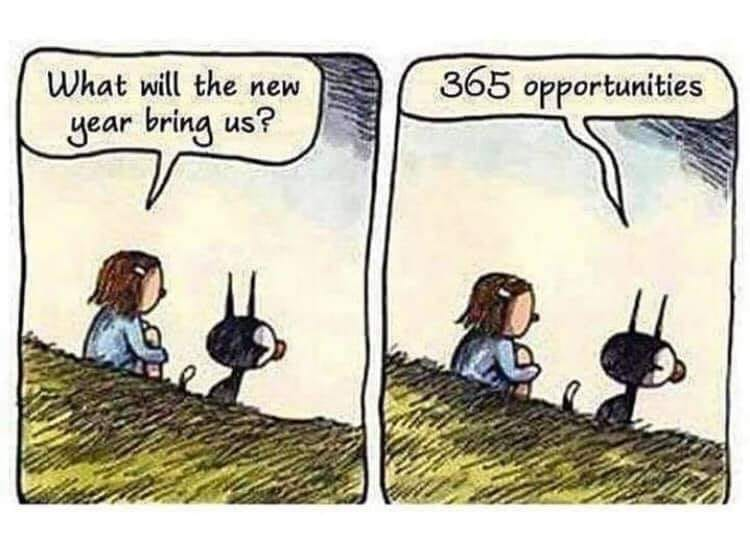 What will the new
year bring us?
365 opportunities